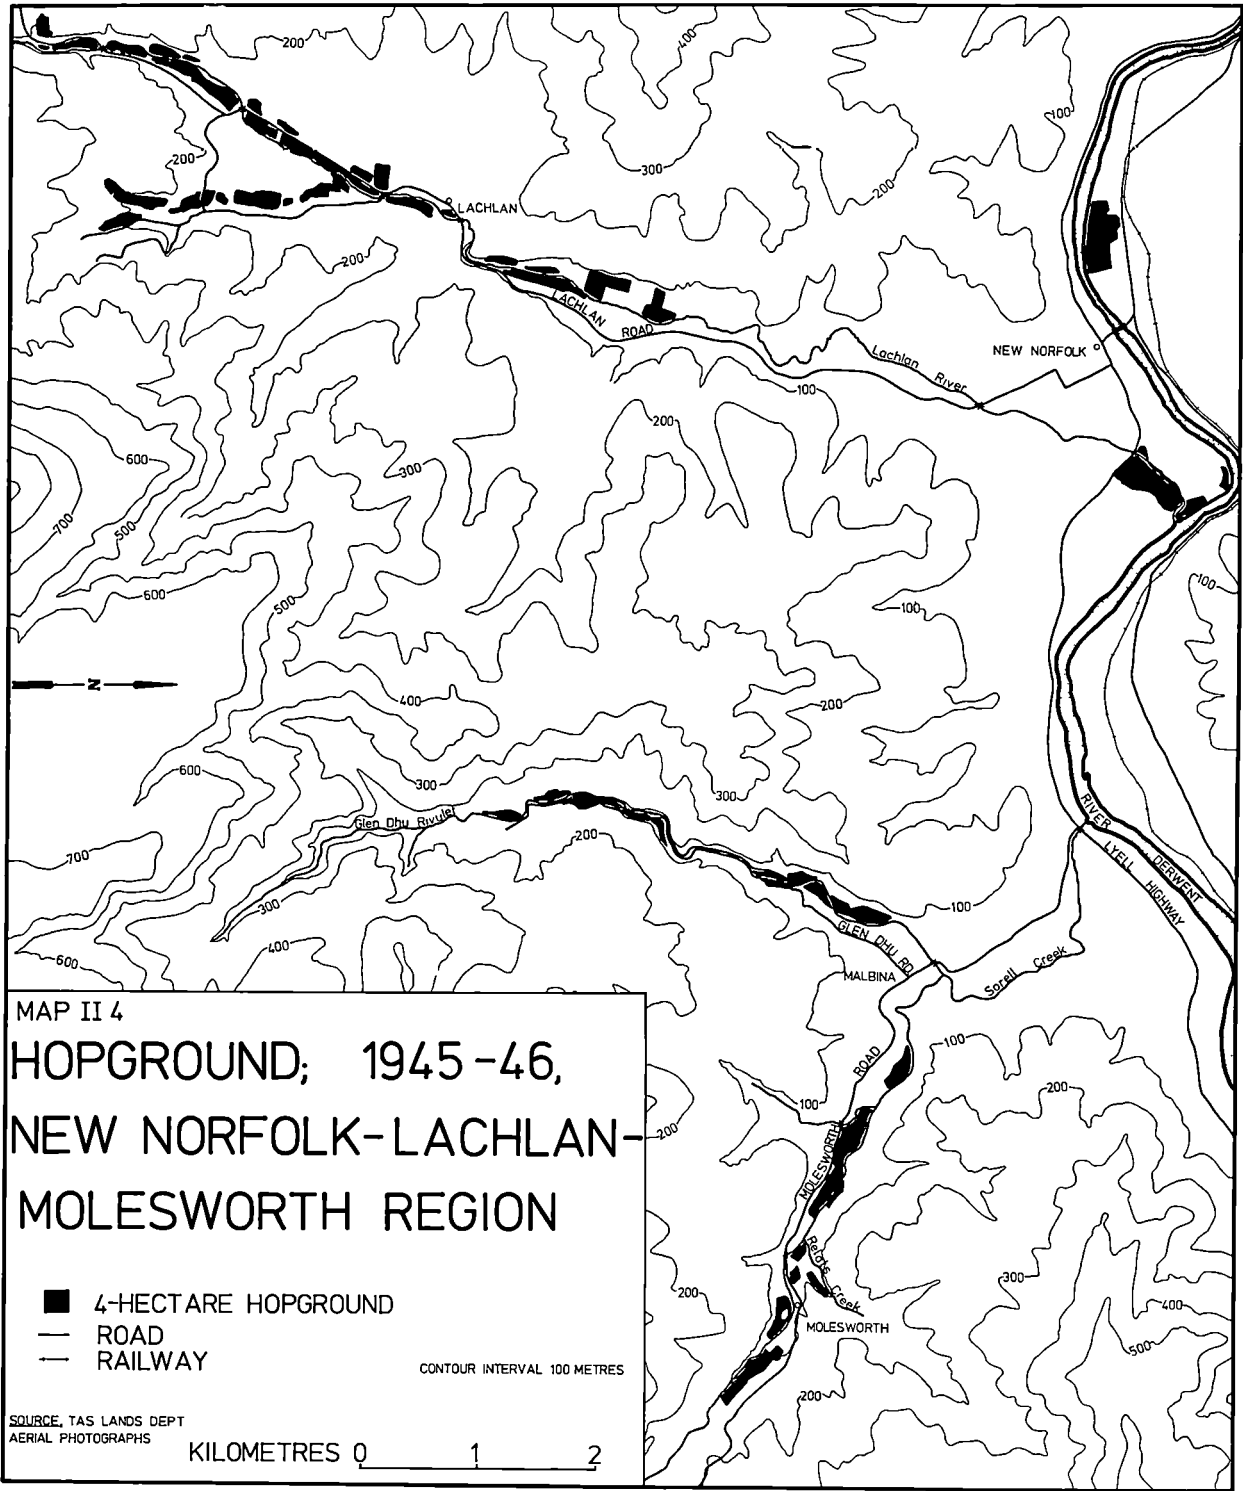 200
400
100
200
300
200
LACHLAN
200
LACHLAN
ROAD
Lachlan River
NEW NORFOLK
100
200
600
300
700
500
600
500
100
100
N
400
200
600
300
300
RIVER DERWENT
LYELL HIGHWAY
Glen Dhu Rivulet
200
700
300
100
GLEN DHU RD
400
600
MALBINA
Sorell Creek
MAP II 4
HOPGROUND; 1945-46,
NEW NORFOLK-LACHLAN-
MOLESWORTH REGION
4-HECTARE HOPGROUND
ROAD
RAILWAY
CONTOUR INTERVAL 100 METRES
SOURCE, TAS LANDS DEPT
AERIAL PHOTOGRAPHS
KILOMETRES 0 1 2
100
200
100
200
MOLESWORTH ROAD
Relats Creek
300
200
400
MOLESWORTH
500
200